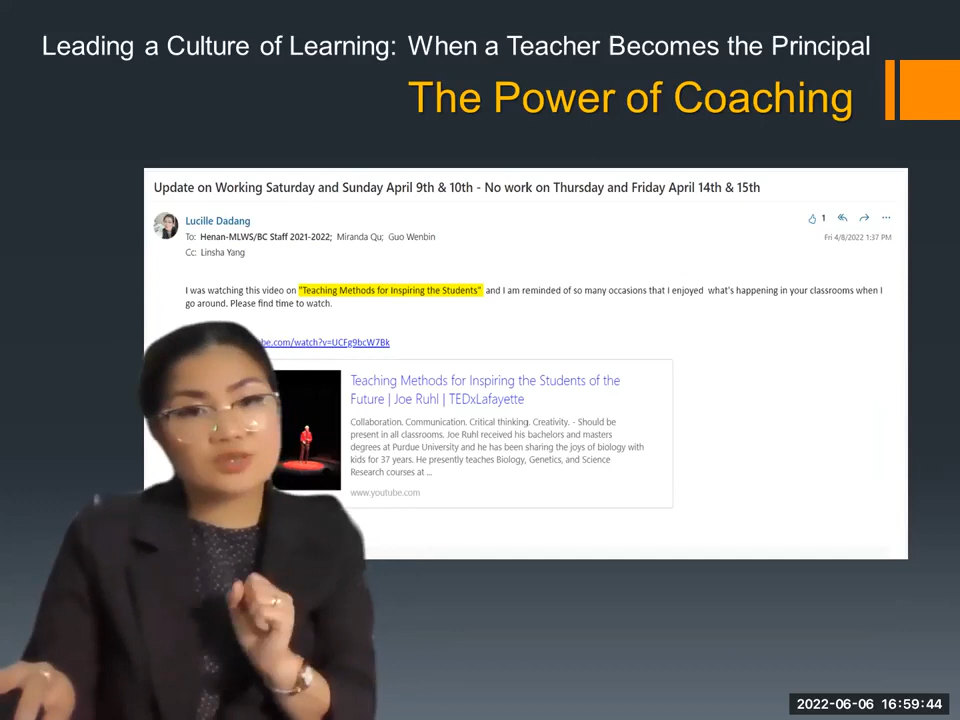 Leading a Culture of Learning: When a Teacher Becomes the Principal
The Power of Coaching
Update on Working Saturday and Sunday April 9th & 10th - No work on Thursday and Friday April 14th & 15th
Lucille Dadang
1
To: Henan-MLWS/BC Staff 2021-2022; Miranda Qu; Guo Wenbin
Fri 4/8/2022 1:37 PM
Cc: Linsha Yang
I was watching this video on "Teaching Methods for Inspiring the Students" and I am reminded of so many occasions that I enjoyed what's happening in your classrooms when I
go around. Please find time to watch.
be.com/watch?v=UCFg9bcW7Bk
Teaching Methods for Inspiring the Students of the
Future | Joe Ruhl | TEDxLafayette
Collaboration. Communication. Critical thinking. Creativity. - Should be
present in all classrooms. Joe Ruhl received his bachelors and masters
degrees at Purdue University and he has been sharing the joys of biology with
kids for 37 years. He presently teaches Biology, Genetics, and Science
Research courses at ...
www.youtube.com
2022-06-06 16:59:44